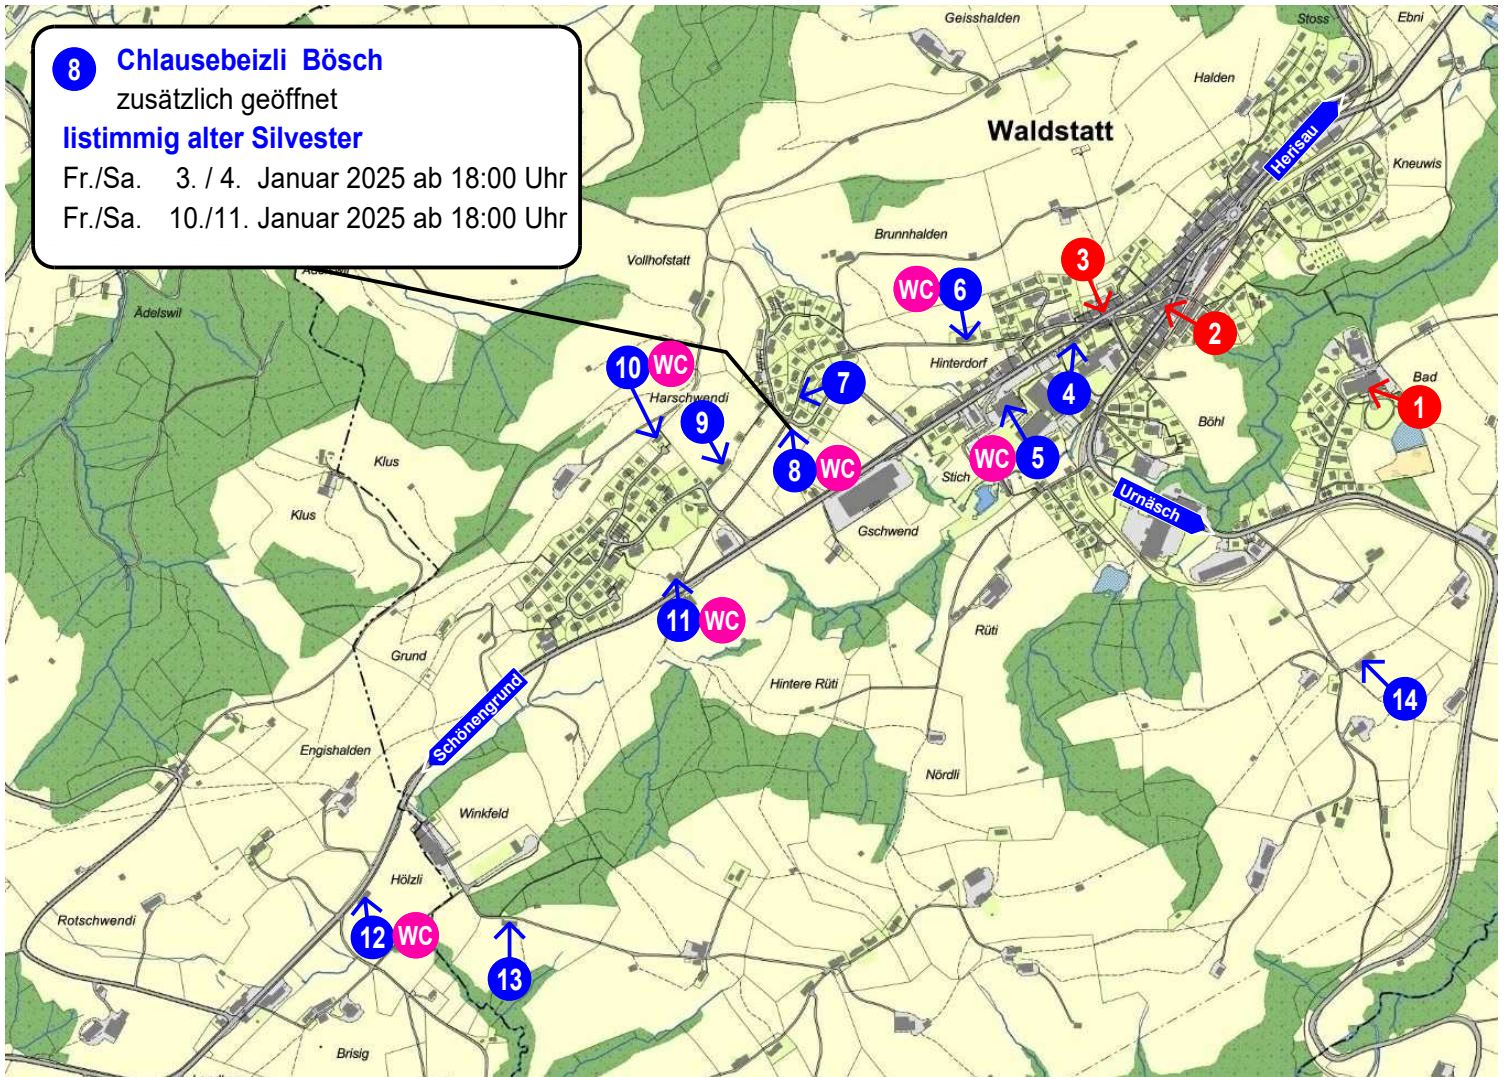 8 Chlausebeizli Bösch
zusätzlich geöffnet
listimmig alter Silvester
Fr./Sa. 3. / 4. Januar 2025 ab 18:00 Uhr
Fr./Sa. 10./11. Januar 2025 ab 18:00 Uhr
Geisshalden
Stoss
Ebni
Halden
Waldstatt
Herisau
Kneuwis
Brunnhalden
Vollhofstatt
Ädelswil
3
WC 6
2
Hinterdorf
10 WC
7
4
Bad
1
Harschwendi
9
Böhl
Klus
8 WC
WC 5
Stich
Klus
Urnäsch
Gschwend
11 WC
Rüti
Grund
Hintere Rüti
14
Schönengrund
Engishalden
Nördli
Winkfeld
Hölzli
Rotschwendi
12 WC
13
Brisig